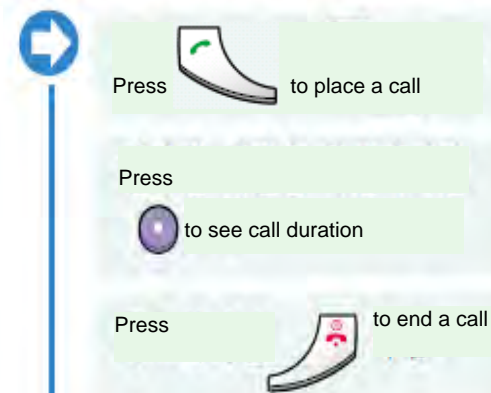 Press to place a call
Press
to see call duration
Press to end a call